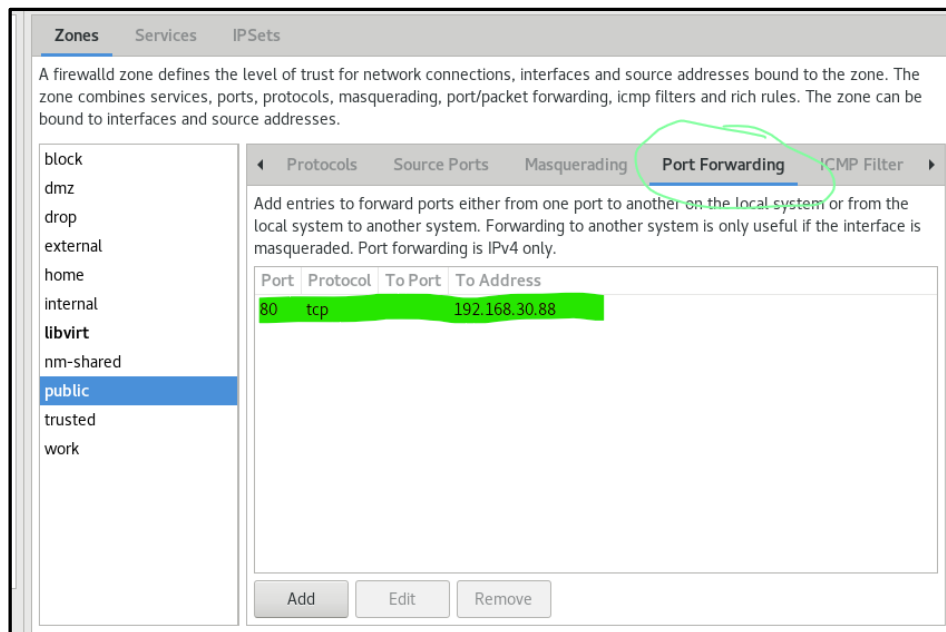 Zones Services IPSets
A firewalld zone defines the level of trust for network connections, interfaces and source addresses bound to the zone. The
zone combines services, ports, protocols, masquerading, port/packet forwarding, icmp filters and rich rules. The zone can be
bound to interfaces and source addresses.
block
dmz
drop
external
home
internal
libvirt
nm-shared
public
trusted
work
Protocols Source Ports Masquerading Port Forwarding ICMP Filter
Add entries to forward ports either from one port to another on the local system or from the
local system to another system. Forwarding to another system is only useful if the interface is
masqueraded. Port forwarding is IPv4 only.
Port Protocol To Port To Address
80 tcp 192.168.30.88
Add Edit Remove